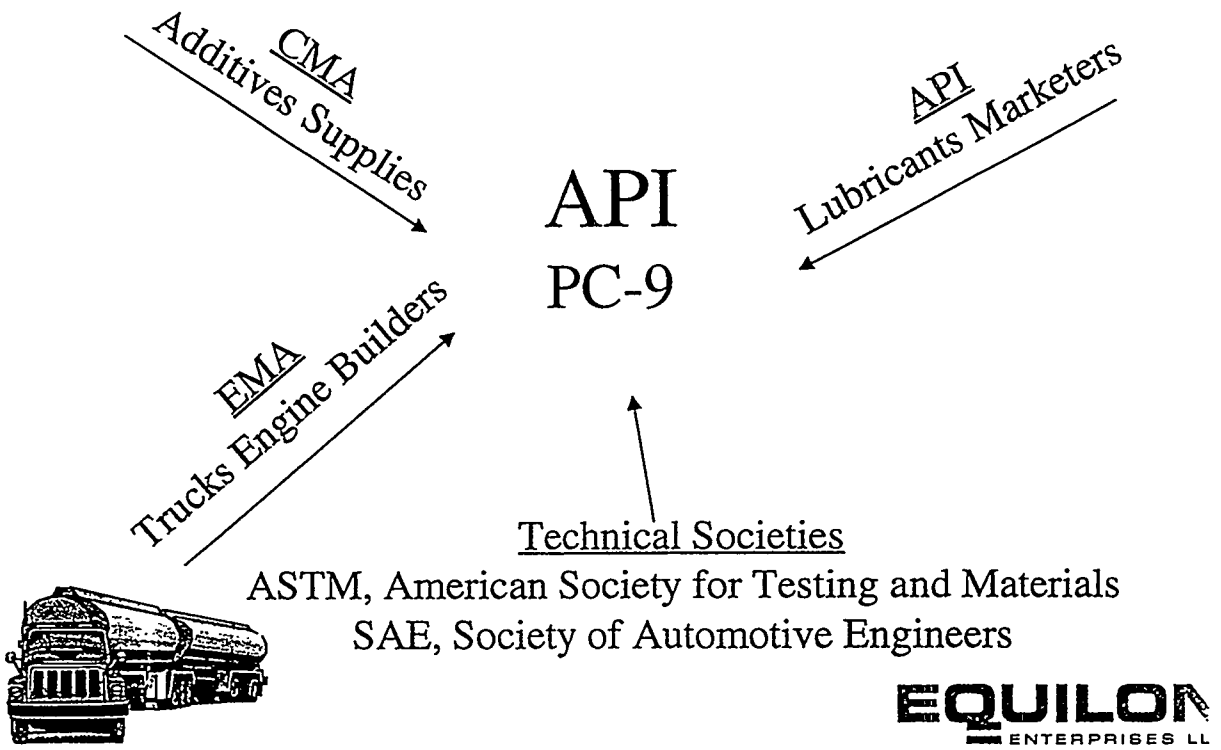 CMA
Additives Supplies
API
Lubricants Marketers
API
PC-9
EMA
Trucks Engine Builders
Technical Societies
ASTM, American Society for Testing and Materials
SAE, Society of Automotive Engineers
EQUILON
ENTERPRISES LL